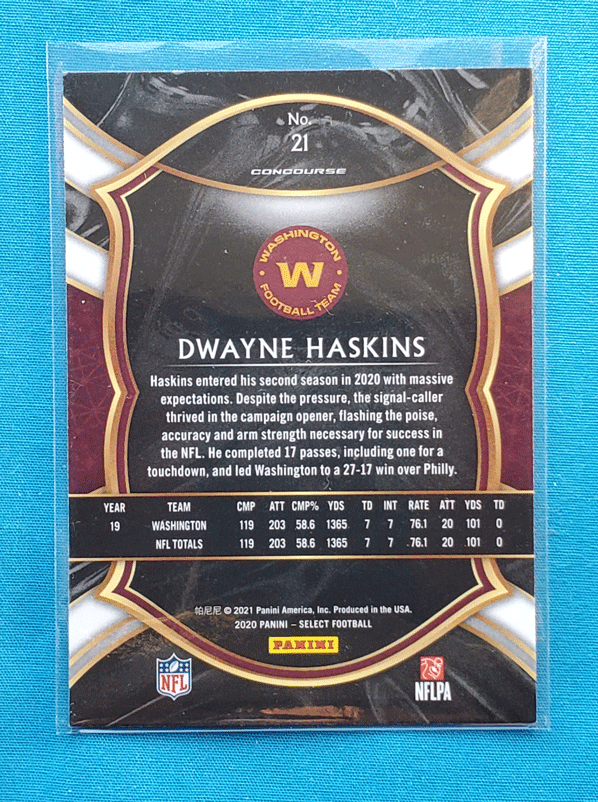 No.
21
CONCOURSE
WASHINGTON
W
FOOTBALL TEAM
DWAYNE HASKINS
Haskins entered his second season in 2020 with massive
expectations. Despite the pressure, the signal-caller
thrived in the campaign opener, flashing the poise,
accuracy and arm strength necessary for success in
the NFL. He completed 17 passes, including one for a
touchdown, and led Washington to a 27-17 win over Philly.
YEAR TEAM CMP ATT CMP% YDS TD INT RATE ATT YDS TD
19 WASHINGTON 119 203 58.6 1365 7 7 76.1 20 101 0
NFL TOTALS 119 203 58.6 1365 7 7 76.1 20 101 0
帕尼尼 © 2021 Panini America, Inc. Produced in the USA.
2020 PANINI – SELECT FOOTBALL
PANINI
NFL
NFLPA